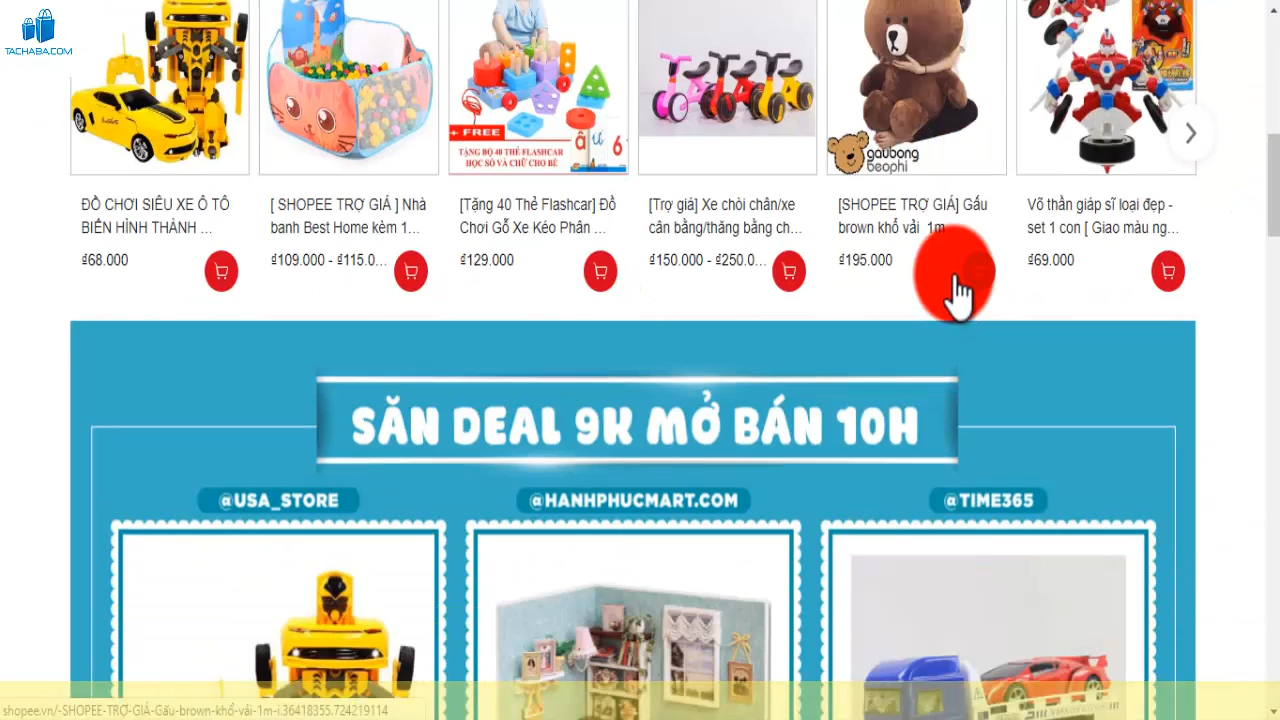 TACHABA.COM
+ FREE
TẶNG BỘ 40 THẺ FLASHCAR
HỌC SỐ VÀ CHỮ CHO BÉ
gaubong
beophi
ĐỒ CHƠI SIÊU XE Ô TÔ
BIẾN HÌNH THÀNH ...
₫68.000
[ SHOPEE TRỢ GIÁ ] Nhà
banh Best Home kèm 1...
₫109.000 - ₫115.0...
[Tặng 40 Thẻ Flashcar] Đồ
Chơi Gỗ Xe Kéo Phân ...
₫129.000
[Trợ giá] Xe chòi chân/xe
cân bằng/thăng bằng ch...
₫150.000 - ₫250.0...
[SHOPEE TRỢ GIÁ] Gấu
brown khổ vải 1m
₫195.000
Võ thần giáp sĩ loại đẹp -
set 1 con [ Giao màu ng...
₫69.000
SĂN DEAL 9K MỞ BÁN 10H
@USA_STORE
@HANHPHUCMART.COM
@TIME365
shopee.vn/-SHOPEE-TRỢ-GIÁ-Gấu-brown-khổ-vải-1m-i.36418355.724219114